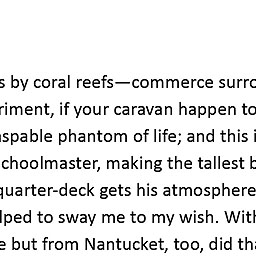 s by coral reefs—commerce surro
riment, if your caravan happen to
spable phantom of life; and this i
choolmaster, making the tallest b
quarter-deck gets his atmosphere
lped to sway me to my wish. With
e but from Nantucket, too, did tha